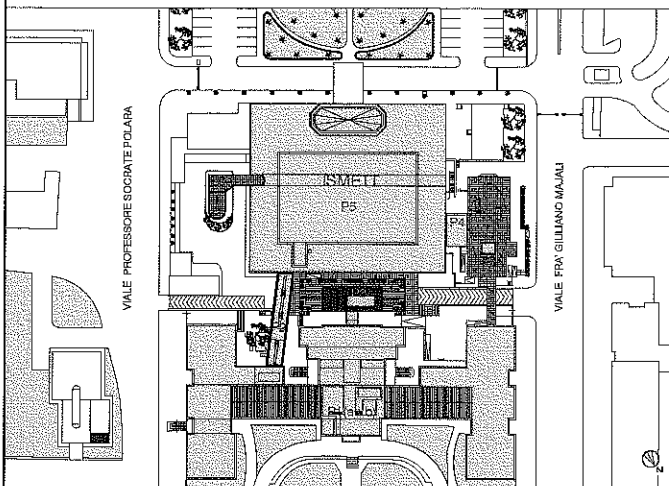 VIALE PROFESSORE SOCRATE POLARA
ISMETT
P5
P4
VIALE FRA' GIULIANO MAJALI
N